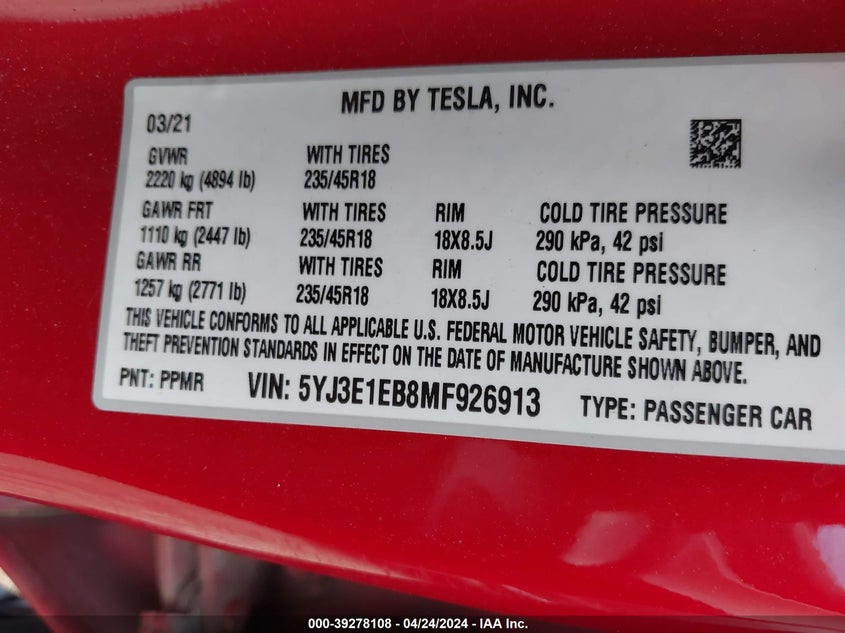 MFD BY TESLA, INC.
03/21
GVWR WITH TIRES
2220 kg (4894 lb) 235/45R18
GAWR FRT WITH TIRES RIM COLD TIRE PRESSURE
1110 kg (2447 lb) 235/45R18 18X8.5J 290 kPa, 42 psi
GAWR RR WITH TIRES RIM COLD TIRE PRESSURE
1257 kg (2771 lb) 235/45R18 18X8.5J 290 kPa, 42 psi
THIS VEHICLE CONFORMS TO ALL APPLICABLE U.S. FEDERAL MOTOR VEHICLE SAFETY, BUMPER, AND
THEFT PREVENTION STANDARDS IN EFFECT ON THE DATE OF MANUFACTURE SHOWN ABOVE.
PNT: PPMR VIN: 5YJ3E1EB8MF926913 TYPE: PASSENGER CAR
000-39278108 - 04/24/2024 - IAA Inc.